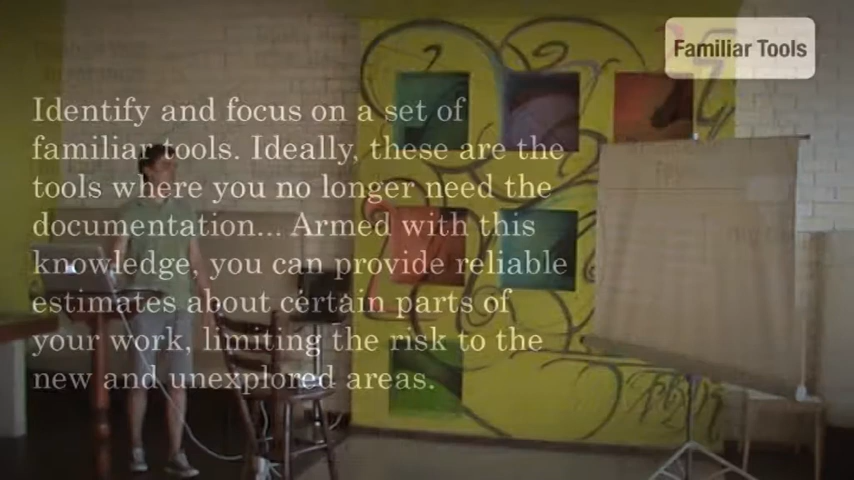 Familiar Tools
Identify and focus on a set of
familiar tools. Ideally, these are the
tools where you no longer need the
documentation... Armed with this
knowledge, you can provide reliable
estimates about certain parts of
your work, limiting the risk to the
new and unexplored areas.